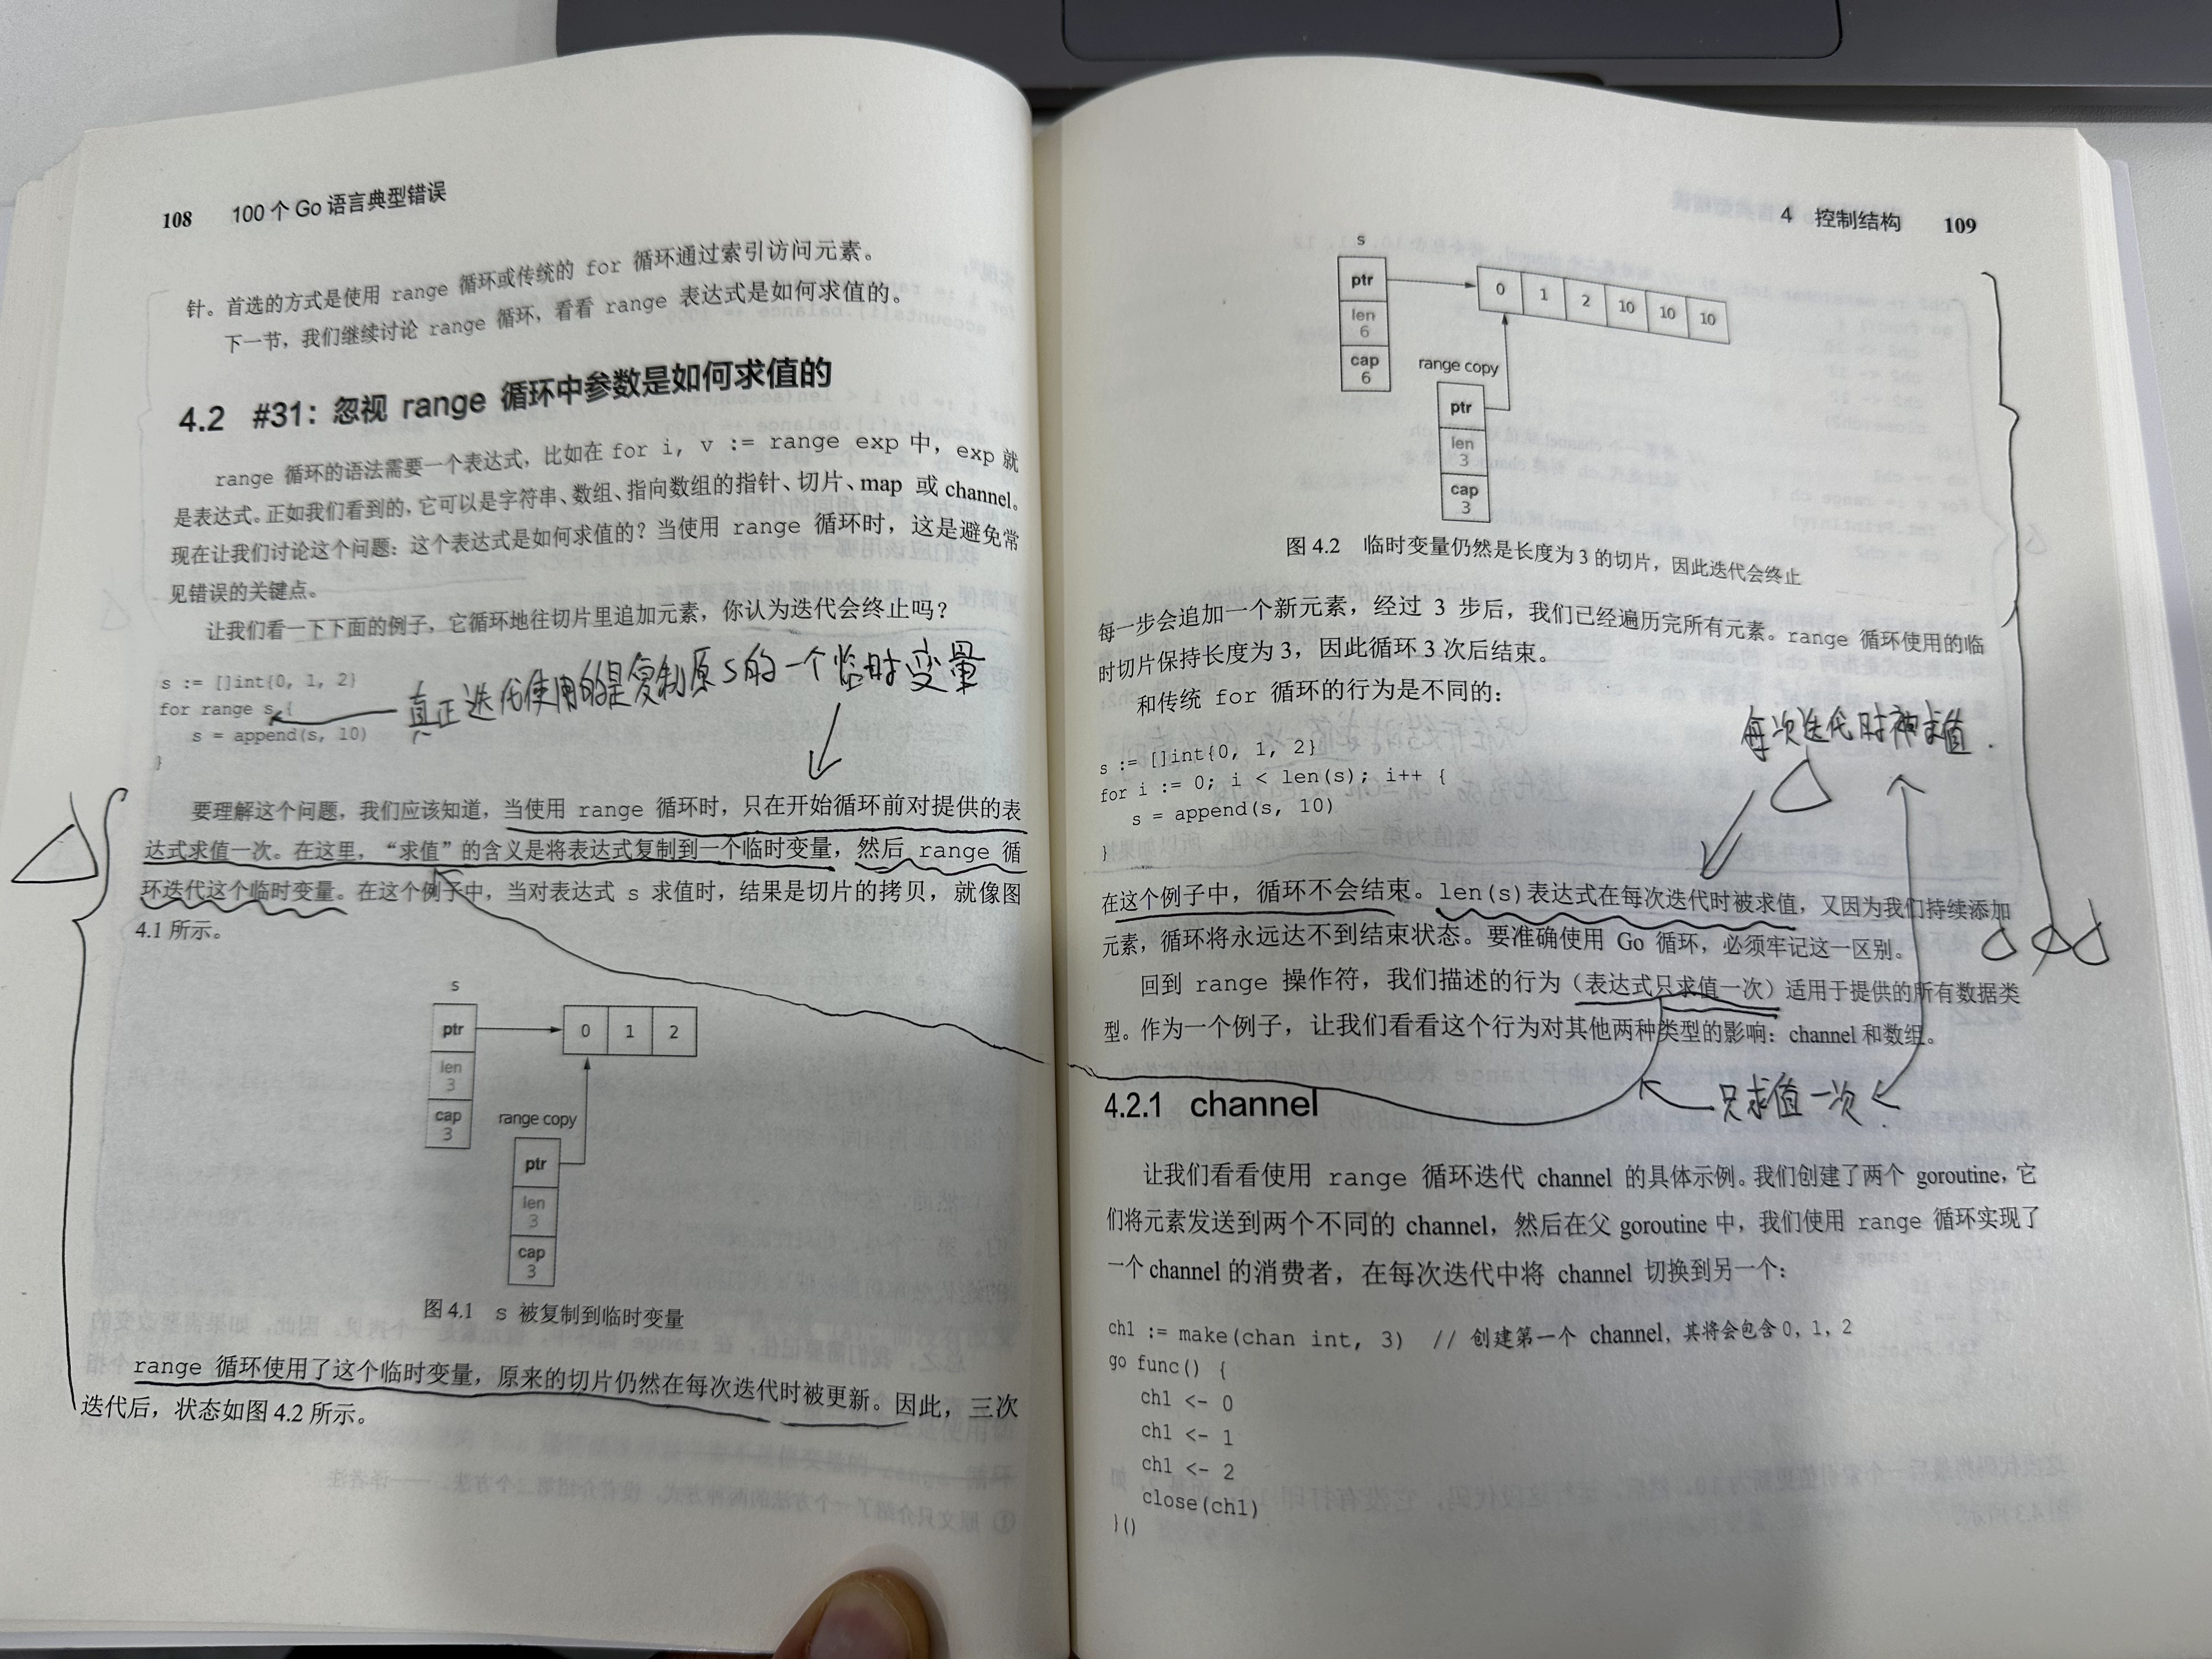 108 100个Go语言典型错误
针。首选的方式是使用 range 循环或传统的 for 循环通过索引访问元素。
下一节，我们继续讨论 range 循环，看看 range 表达式是如何求值的。
4.2 #31：忽视 range 循环中参数是如何求值的
range 循环的语法需要一个表达式，比如在 for i, v := range exp 中，exp 就
是表达式。正如我们看到的，它可以是字符串、数组、指向数组的指针、切片、map 或 channel。
现在让我们讨论这个问题：这个表达式是如何求值的？当使用 range 循环时，这是避免常
见错误的关键点。
让我们看一下下面的例子，它循环地往切片里追加元素，你认为迭代会终止吗？
s := []int{0, 1, 2}
for range s {
s = append(s, 10)
}
真正迭代使用的是复制原s的一个临时变量
要理解这个问题，我们应该知道，当使用 range 循环时，只在开始循环前对提供的表
达式求值一次。在这里，“求值”的含义是将表达式复制到一个临时变量，然后 range 循
环迭代这个临时变量。在这个例子中，当对表达式 s 求值时，结果是切片的拷贝，就像图
4.1 所示。
s
ptr
len
3
cap
3
0 1 2
range copy
ptr
len
3
cap
3
图 4.1 s 被复制到临时变量
range 循环使用了这个临时变量，原来的切片仍然在每次迭代时被更新。因此，三次
迭代后，状态如图 4.2 所示。
4 控制结构 109
s
ptr
len
6
cap
6
0 1 2 10 10 10
range copy
ptr
len
3
cap
3
图 4.2 临时变量仍然是长度为 3 的切片，因此迭代会终止
每一步会追加一个新元素，经过 3 步后，我们已经遍历完所有元素。range 循环使用的临
时切片保持长度为 3，因此循环 3 次后结束。
和传统 for 循环的行为是不同的：
每次迭代时被求值.
s := []int{0, 1, 2}
for i := 0; i < len(s); i++ {
s = append(s, 10)
}
在这个例子中，循环不会结束。len(s)表达式在每次迭代时被求值，又因为我们持续添加
元素，循环将永远达不到结束状态。要准确使用 Go 循环，必须牢记这一区别。
回到 range 操作符，我们描述的行为（表达式只求值一次）适用于提供的所有数据类
型。作为一个例子，让我们看看这个行为对其他两种类型的影响：channel 和数组。
只求值一次
4.2.1 channel
让我们看看使用 range 循环迭代 channel 的具体示例。我们创建了两个 goroutine，它
们将元素发送到两个不同的 channel，然后在父 goroutine 中，我们使用 range 循环实现了
一个 channel 的消费者，在每次迭代中将 channel 切换到另一个：
ch1 := make(chan int, 3) // 创建第一个 channel, 其将会包含 0, 1, 2
go func() {
ch1 <- 0
ch1 <- 1
ch1 <- 2
close(ch1)
}()